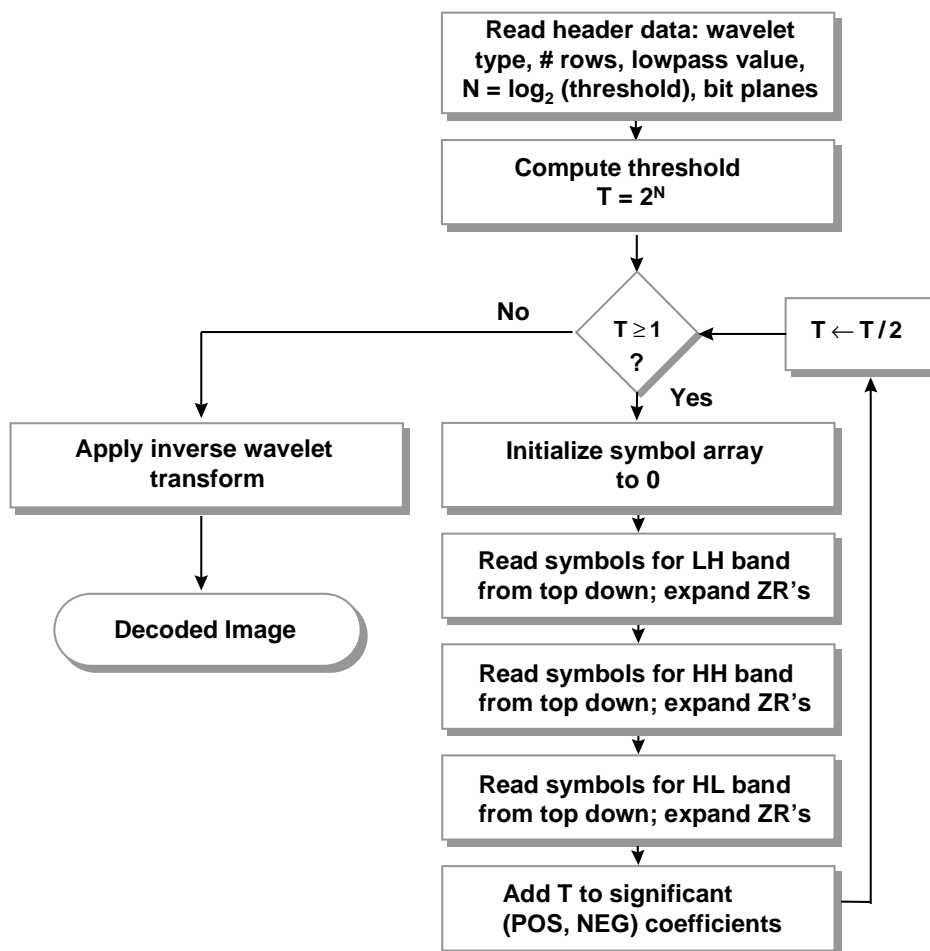 Read header data: wavelet
type, # rows, lowpass value,
N = log₂ (threshold), bit planes
Compute threshold
T = 2ᴺ
No
T ≥ 1
?
T ← T / 2
Yes
Apply inverse wavelet
transform
Initialize symbol array
to 0
Read symbols for LH band
from top down; expand ZR's
Decoded Image
Read symbols for HH band
from top down; expand ZR's
Read symbols for HL band
from top down; expand ZR's
Add T to significant
(POS, NEG) coefficients